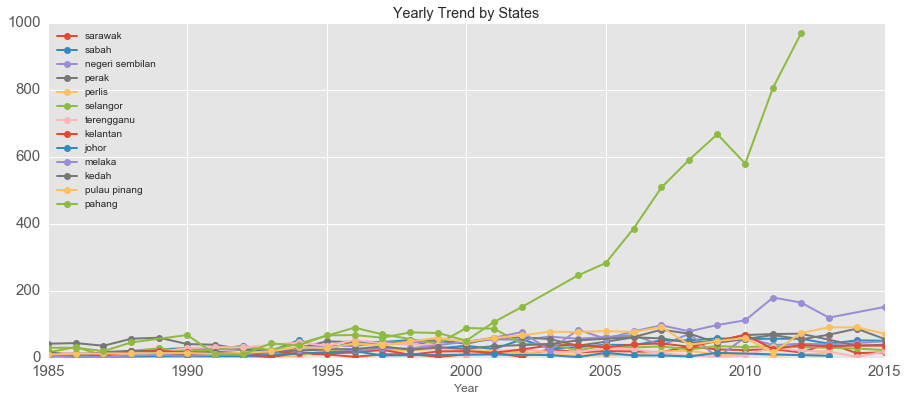 Yearly Trend by States
1000
800
600
400
200
0
sarawak
sabah
negeri sembilan
perak
perlis
selangor
terengganu
kelantan
johor
melaka
kedah
pulau pinang
pahang
1985 1990 1995 2000 2005 2010 2015
Year